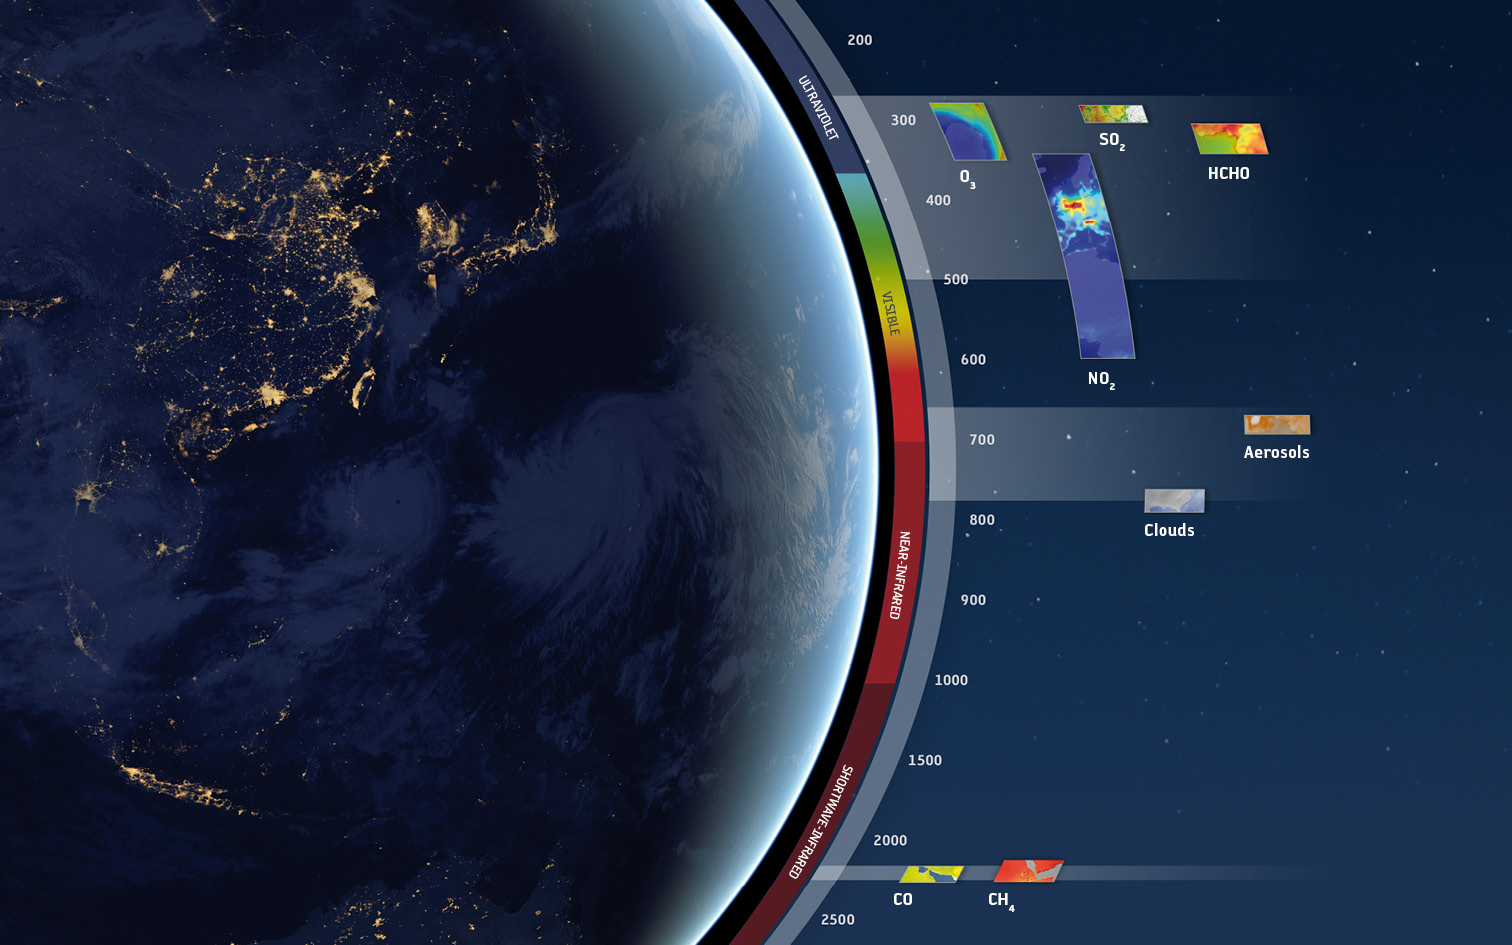 200
ULTRAVIOLET
300
SO₂
O₃
HCHO
400
500
VISIBLE
600
NO₂
700
Aerosols
800
Clouds
NEAR-INFRARED
900
1000
1500
SHORTWAVE-INFRARED
2000
CO
CH₄
2500